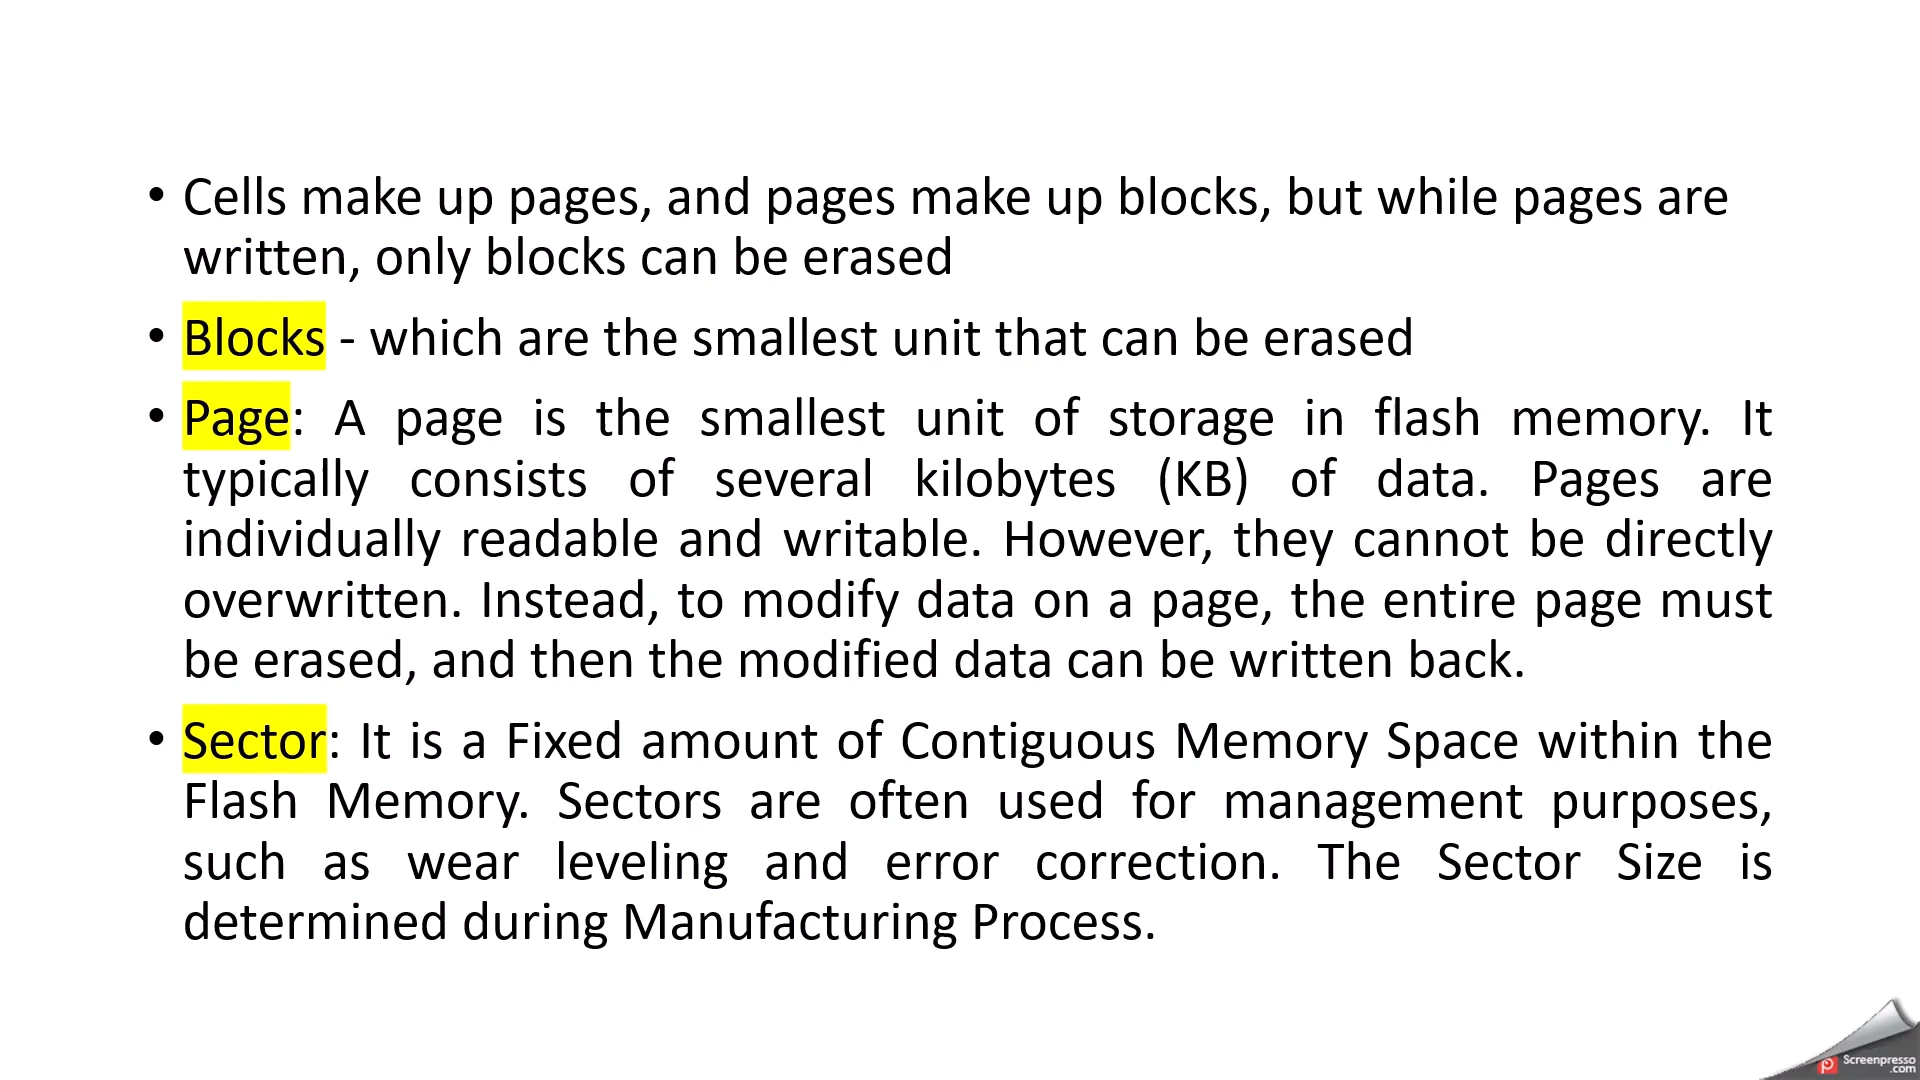 • Cells make up pages, and pages make up blocks, but while pages are
written, only blocks can be erased
• Blocks - which are the smallest unit that can be erased
• Page: A page is the smallest unit of storage in flash memory. It
typically consists of several kilobytes (KB) of data. Pages are
individually readable and writable. However, they cannot be directly
overwritten. Instead, to modify data on a page, the entire page must
be erased, and then the modified data can be written back.
• Sector: It is a Fixed amount of Contiguous Memory Space within the
Flash Memory. Sectors are often used for management purposes,
such as wear leveling and error correction. The Sector Size is
determined during Manufacturing Process.
Screenpresso
.com